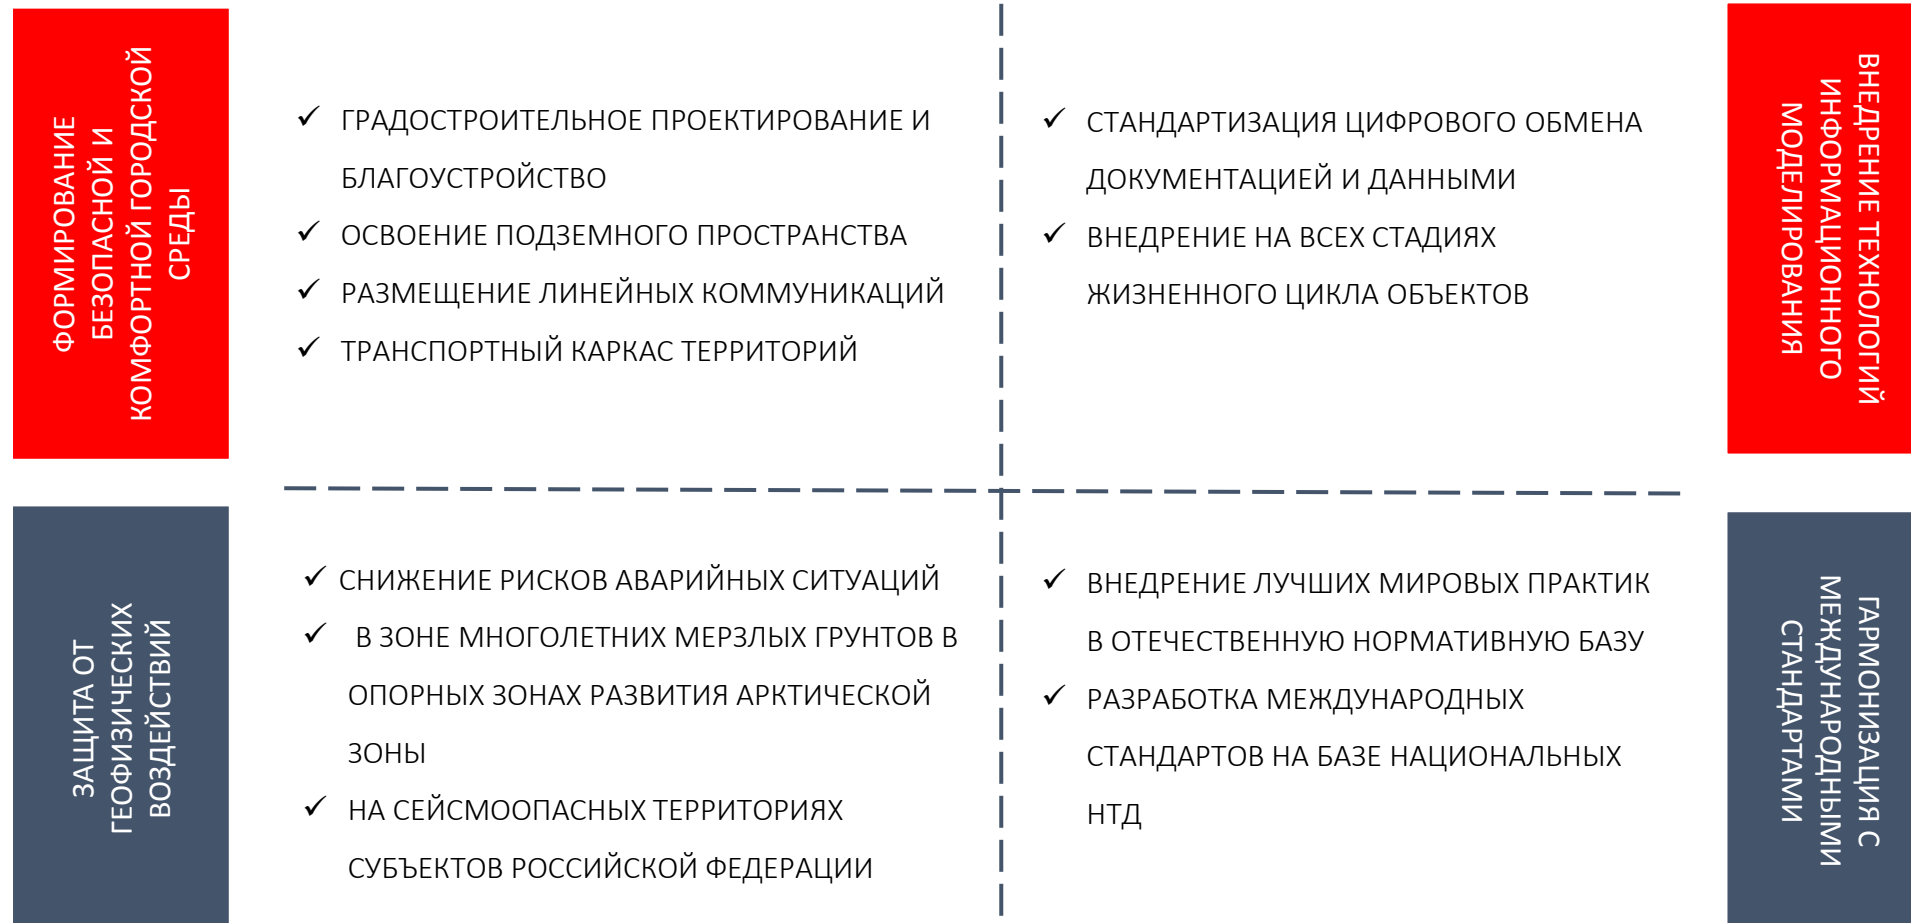 ФОРМИРОВАНИЕ
БЕЗОПАСНОЙ И
КОМФОРТНОЙ ГОРОДСКОЙ
СРЕДЫ
✓ ГРАДОСТРОИТЕЛЬНОЕ ПРОЕКТИРОВАНИЕ И
БЛАГОУСТРОЙСТВО
✓ ОСВОЕНИЕ ПОДЗЕМНОГО ПРОСТРАНСТВА
✓ РАЗМЕЩЕНИЕ ЛИНЕЙНЫХ КОММУНИКАЦИЙ
✓ ТРАНСПОРТНЫЙ КАРКАС ТЕРРИТОРИЙ
✓ СТАНДАРТИЗАЦИЯ ЦИФРОВОГО ОБМЕНА
ДОКУМЕНТАЦИЕЙ И ДАННЫМИ
✓ ВНЕДРЕНИЕ НА ВСЕХ СТАДИЯХ
ЖИЗНЕННОГО ЦИКЛА ОБЪЕКТОВ
ВНЕДРЕНИЕ ТЕХНОЛОГИЙ
ИНФОРМАЦИОННОГО
МОДЕЛИРОВАНИЯ
ЗАЩИТА ОТ
ГЕОФИЗИЧЕСКИХ
ВОЗДЕЙСТВИЙ
✓ СНИЖЕНИЕ РИСКОВ АВАРИЙНЫХ СИТУАЦИЙ
✓ В ЗОНЕ МНОГОЛЕТНИХ МЕРЗЛЫХ ГРУНТОВ В
ОПОРНЫХ ЗОНАХ РАЗВИТИЯ АРКТИЧЕСКОЙ
ЗОНЫ
✓ НА СЕЙСМООПАСНЫХ ТЕРРИТОРИЯХ
СУБЪЕКТОВ РОССИЙСКОЙ ФЕДЕРАЦИИ
✓ ВНЕДРЕНИЕ ЛУЧШИХ МИРОВЫХ ПРАКТИК
В ОТЕЧЕСТВЕННУЮ НОРМАТИВНУЮ БАЗУ
✓ РАЗРАБОТКА МЕЖДУНАРОДНЫХ
СТАНДАРТОВ НА БАЗЕ НАЦИОНАЛЬНЫХ
НТД
ГАРМОНИЗАЦИЯ С
МЕЖДУНАРОДНЫМИ
СТАНДАРТАМИ